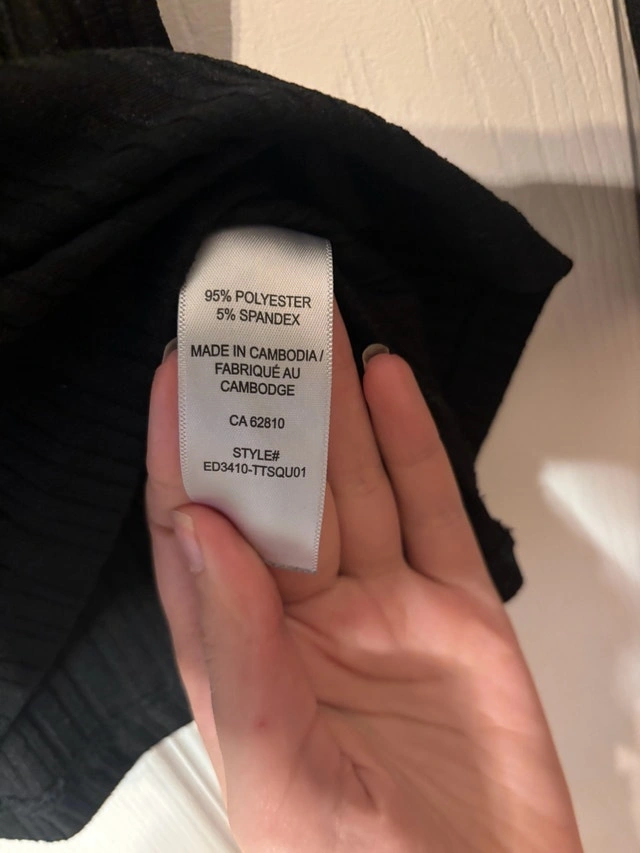 95% POLYESTER
5% SPANDEX
MADE IN CAMBODIA/
FABRIQUÉ AU
CAMBODGE
CA 62810
STYLE#
ED3410-TTSQU01